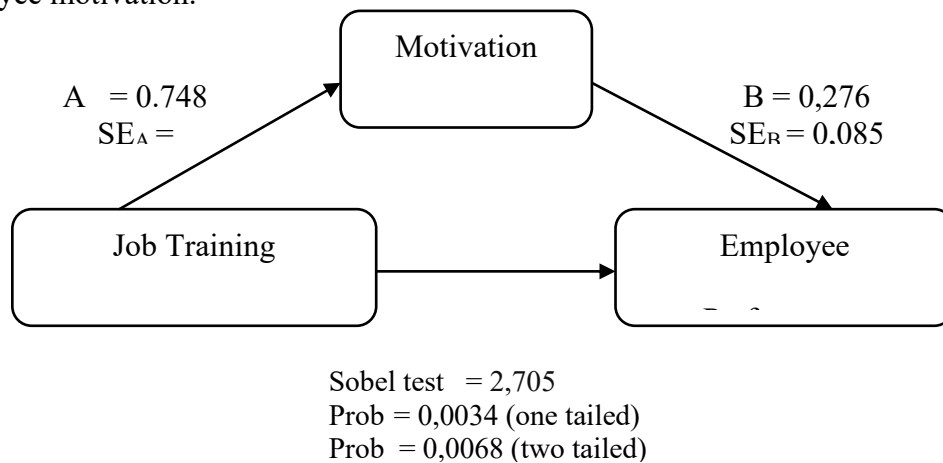 motivation.
Motivation
A = 0.748
SEA =
B = 0,276
SEB = 0,085
Job Training
Employee
Sobel test = 2,705
Prob = 0,0034 (one tailed)
Prob = 0,0068 (two tailed)